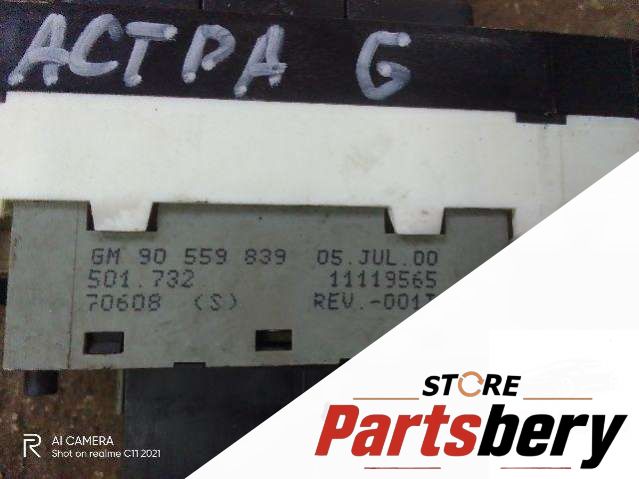 АСТРА G
GM 90 559 839 05.JUL.00
501.732 11119565
70608 (S) REV.-001
STORE
Partsbery
AI CAMERA
Shot on realme C11 2021